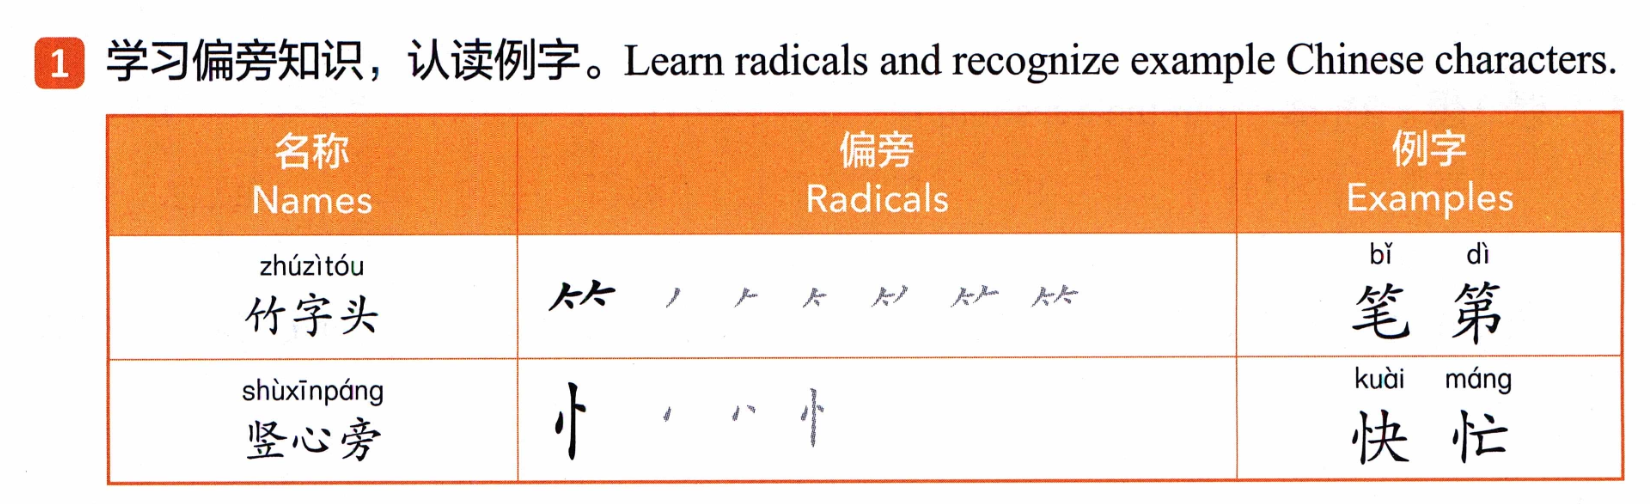 1 学习偏旁知识，认读例字。Learn radicals and recognize example Chinese characters.
名称 偏旁 例字
Names Radicals Examples
zhúzìtóu bǐ dì
竹字头 ⺮ 笔 第
shùxīnpáng kuài máng
竖心旁 忄 快 忙